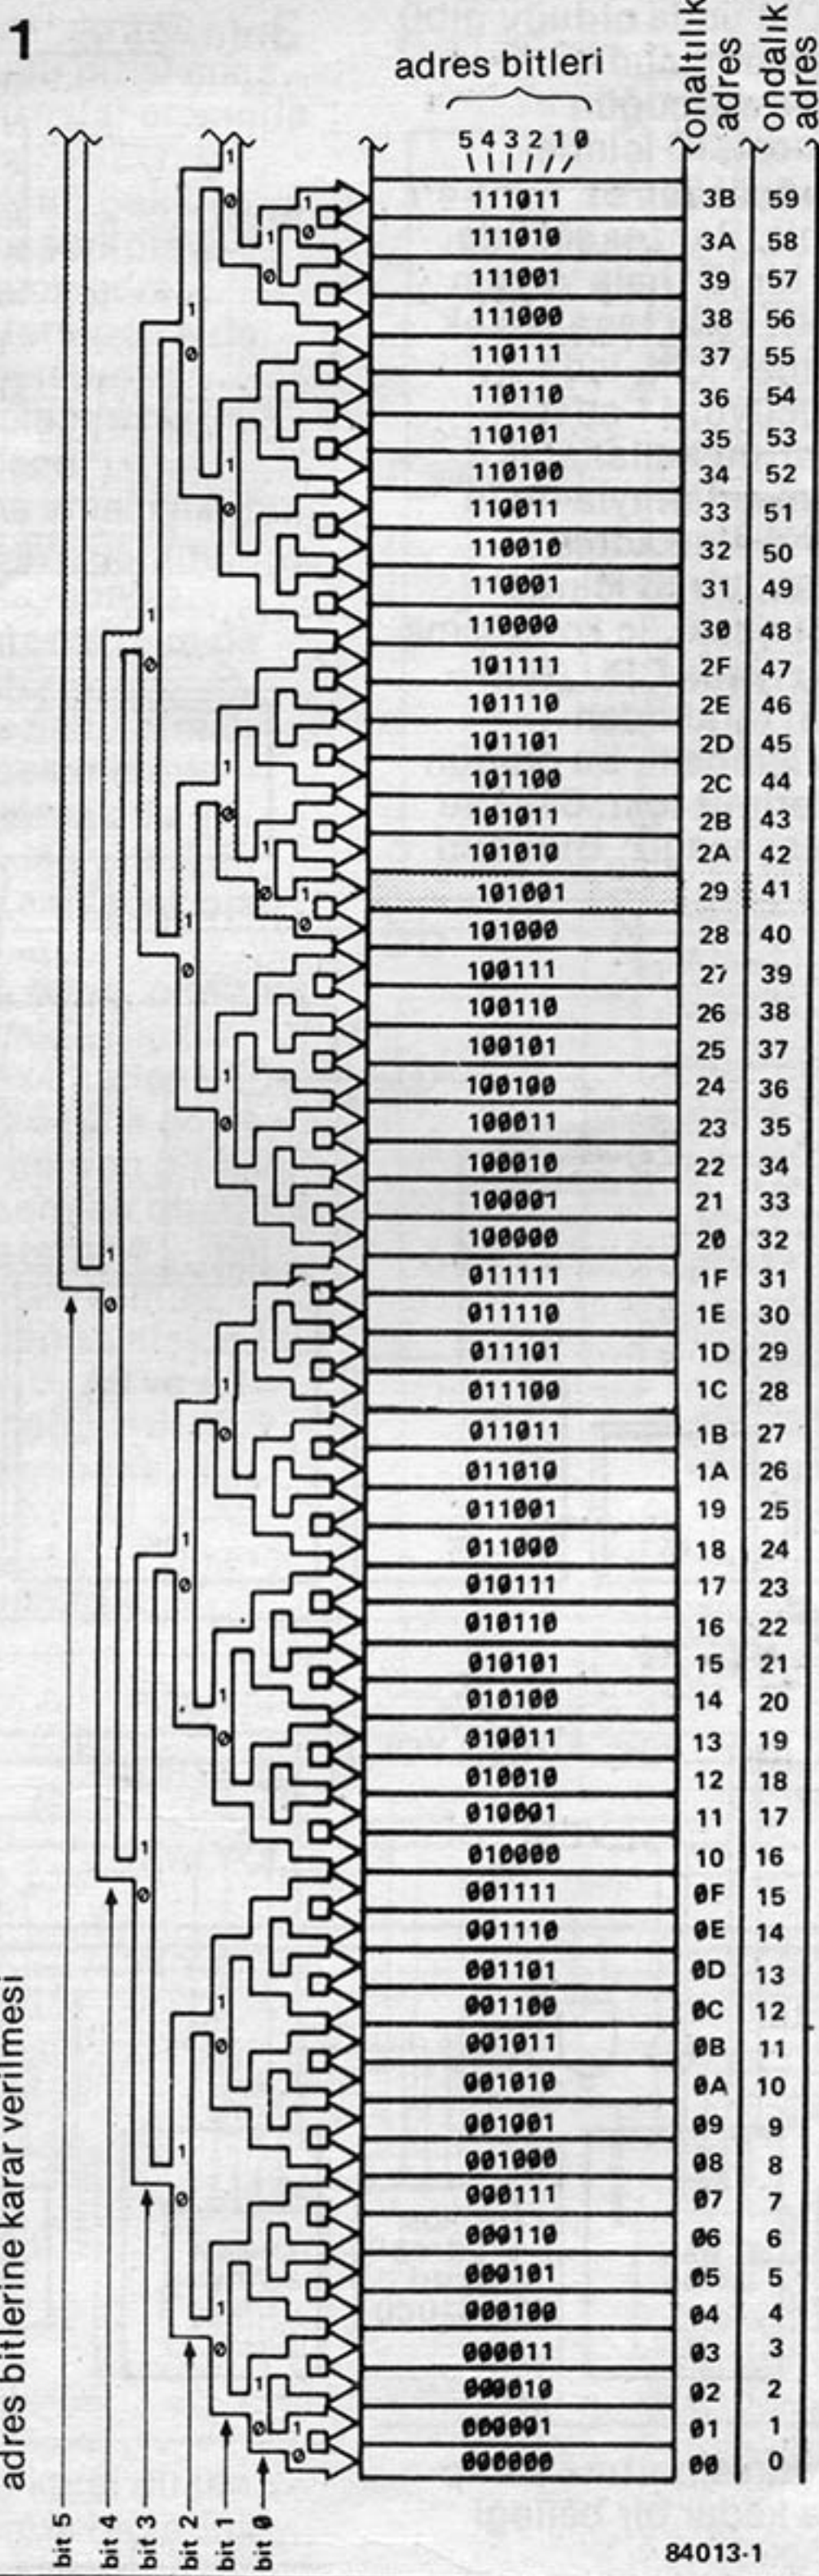 1
adres bitleri
onaltılık adres
ondalık adres
5 4 3 2 1 0
111011 3B 59
111010 3A 58
111001 39 57
111000 38 56
110111 37 55
110110 36 54
110101 35 53
110100 34 52
110011 33 51
110010 32 50
110001 31 49
110000 30 48
101111 2F 47
101110 2E 46
101101 2D 45
101100 2C 44
101011 2B 43
101010 2A 42
101001 29 41
101000 28 40
100111 27 39
100110 26 38
100101 25 37
100100 24 36
100011 23 35
100010 22 34
100001 21 33
100000 20 32
011111 1F 31
011110 1E 30
011101 1D 29
011100 1C 28
011011 1B 27
011010 1A 26
011001 19 25
011000 18 24
010111 17 23
010110 16 22
010101 15 21
010100 14 20
010011 13 19
010010 12 18
010001 11 17
010000 10 16
001111 0F 15
001110 0E 14
001101 0D 13
001100 0C 12
001011 0B 11
001010 0A 10
001001 09 9
001000 08 8
000111 07 7
000110 06 6
000101 05 5
000100 04 4
000011 03 3
000010 02 2
000001 01 1
000000 00 0
adres bitlerine karar verilmesi
bit 5
bit 4
bit 3
bit 2
bit 1
bit 0
84013-1